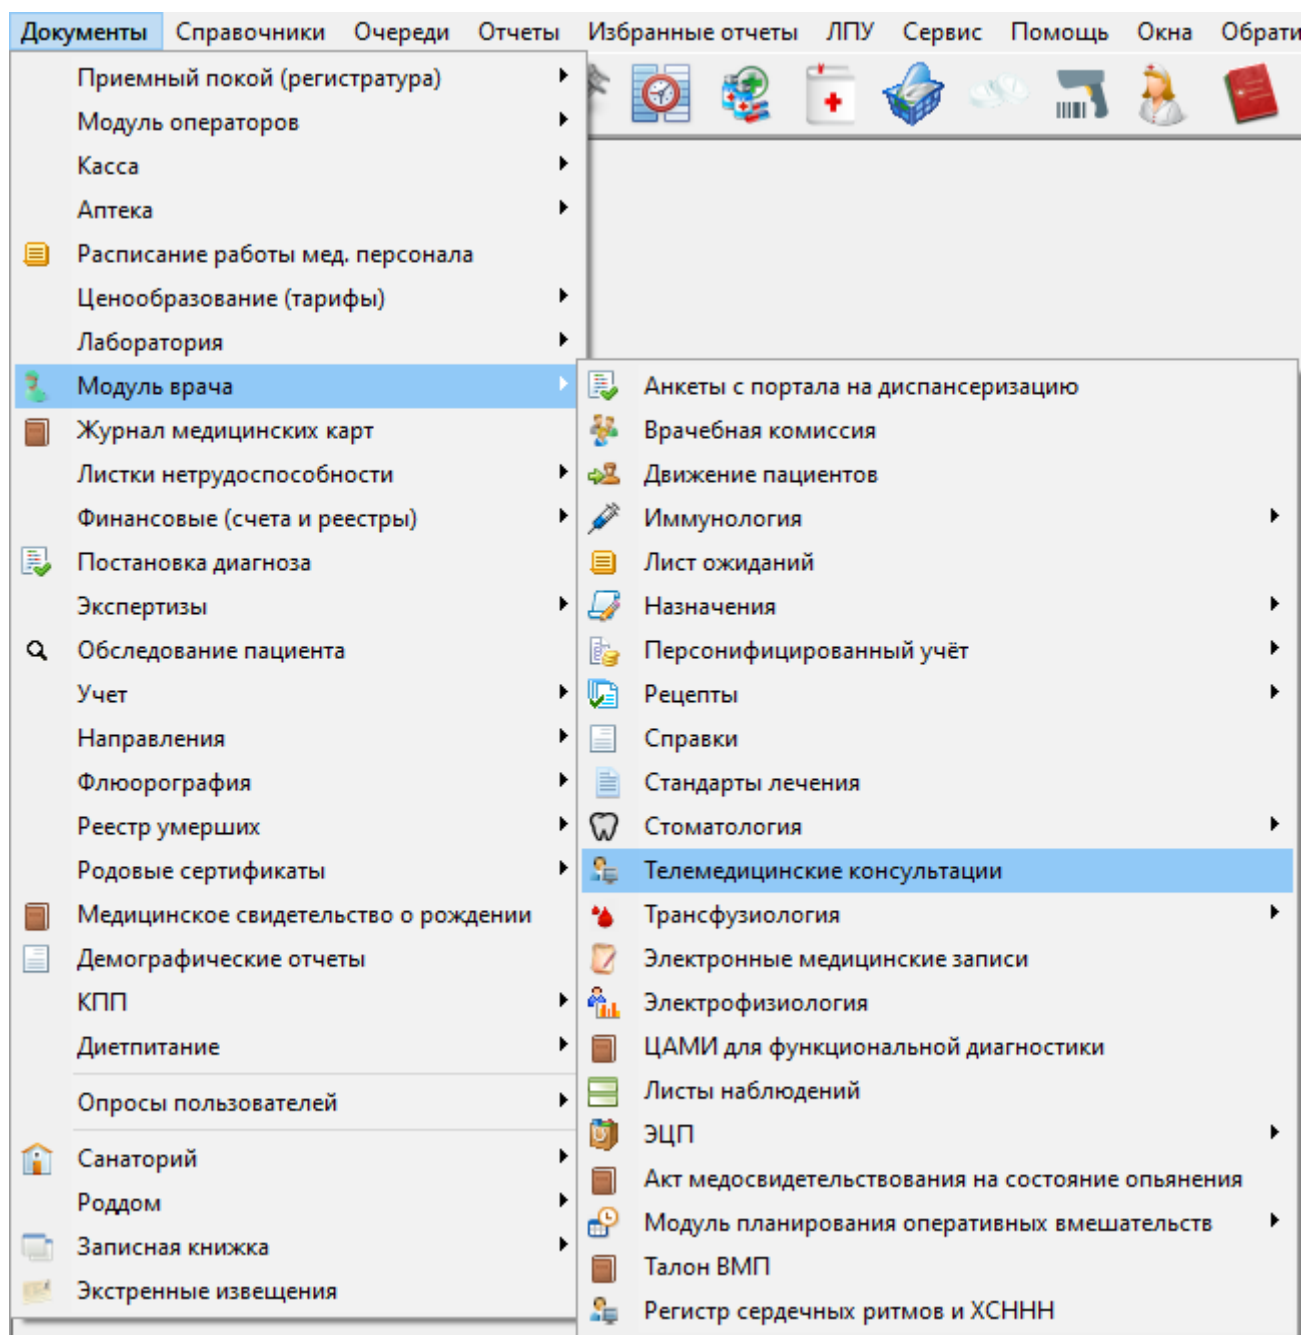 Документы Справочники Очереди Отчеты Избранные отчеты ЛПУ Сервис Помощь Окна Обрати
Приемный покой (регистратура)
Модуль операторов
Касса
Аптека
Расписание работы мед. персонала
Ценообразование (тарифы)
Лаборатория
Модуль врача
Журнал медицинских карт
Листки нетрудоспособности
Финансовые (счета и реестры)
Постановка диагноза
Экспертизы
Обследование пациента
Учет
Направления
Флюорография
Реестр умерших
Родовые сертификаты
Медицинское свидетельство о рождении
Демографические отчеты
КПП
Диетпитание
Опросы пользователей
Санаторий
Роддом
Записная книжка
Экстренные извещения
Анкеты с портала на диспансеризацию
Врачебная комиссия
Движение пациентов
Иммунология
Лист ожиданий
Назначения
Персонифицированный учёт
Рецепты
Справки
Стандарты лечения
Стоматология
Телемедицинские консультации
Трансфузиология
Электронные медицинские записи
Электрофизиология
ЦАМИ для функциональной диагностики
Листы наблюдений
ЭЦП
Акт медосвидетельствования на состояние опьянения
Модуль планирования оперативных вмешательств
Талон ВМП
Регистр сердечных ритмов и ХСННН